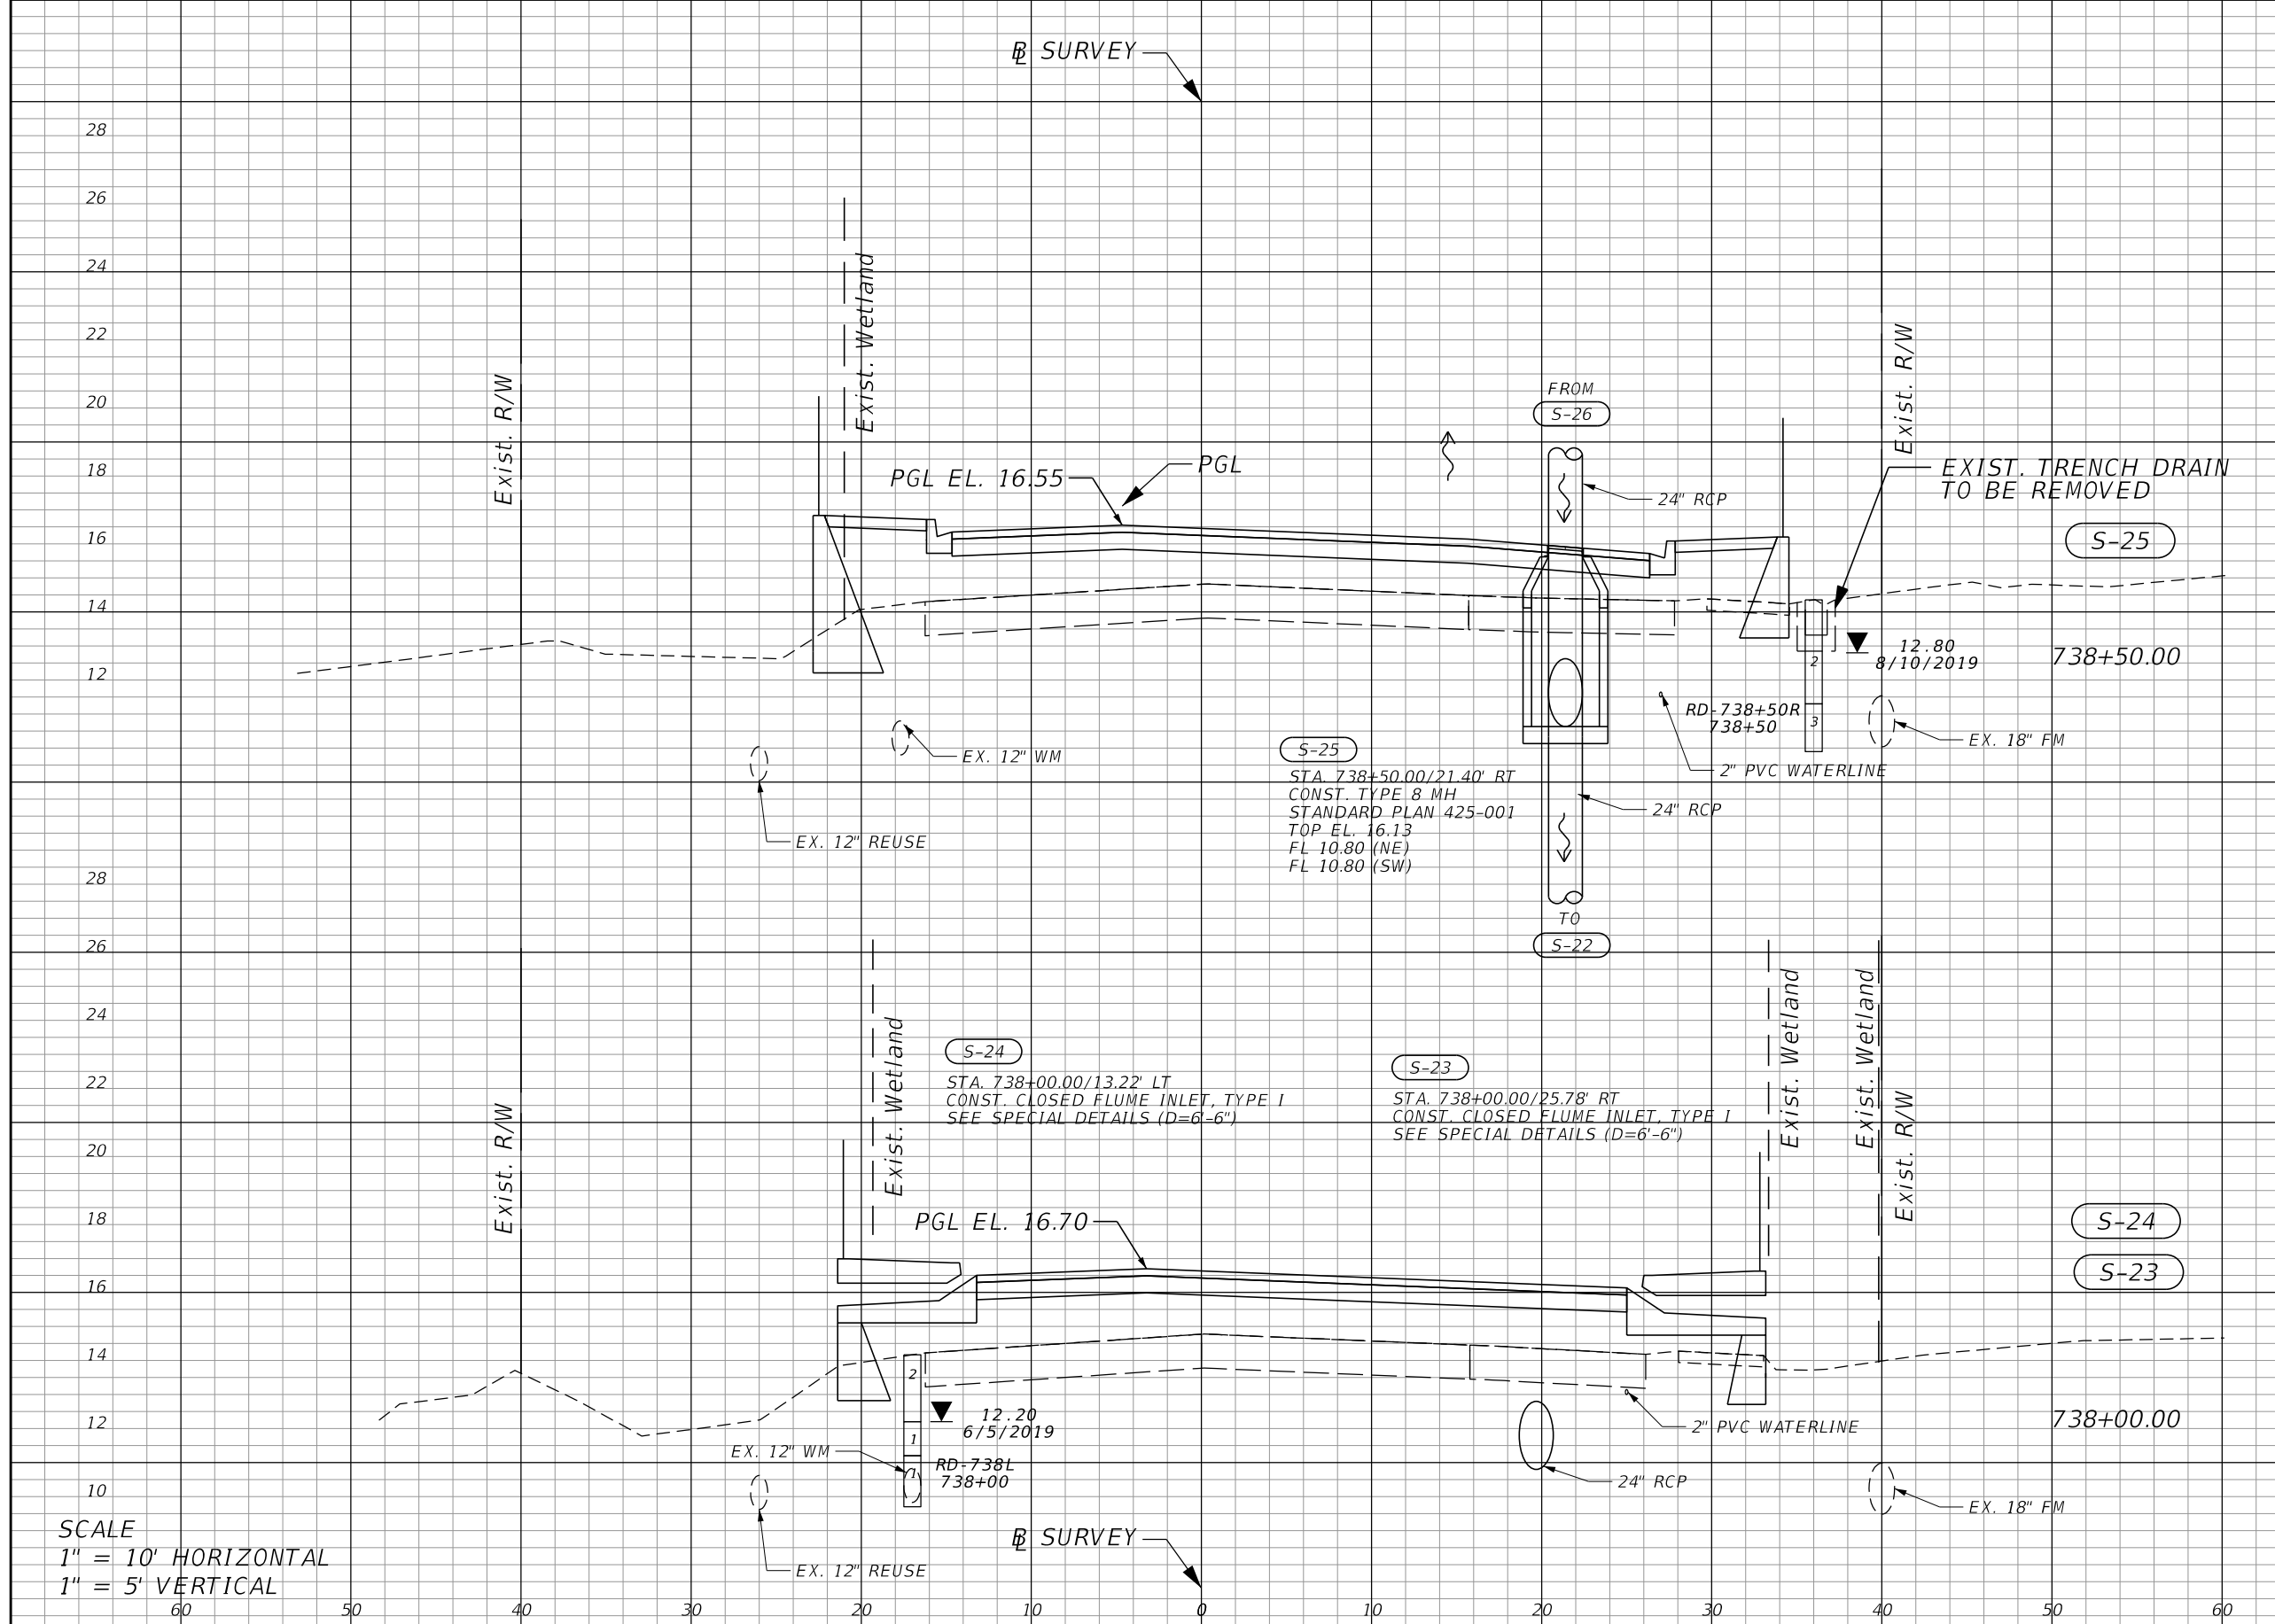 ℄ SURVEY
28
26
24
22
20
18
16
14
12
Exist. R/W
Exist. Wetland
Exist. R/W
FROM
S-26
PGL EL. 16.55
PGL
24" RCP
EXIST. TRENCH DRAIN
TO BE REMOVED
S-25
12.80
8/10/2019
738+50.00
2
RD-738+50R
738+50
3
EX. 18" FM
EX. 12" WM
2" PVC WATERLINE
EX. 12" REUSE
S-25
STA. 738+50.00/21.40' RT
CONST. TYPE 8 MH
STANDARD PLAN 425-001
TOP EL. 16.13
FL 10.80 (NE)
FL 10.80 (SW)
24" RCP
TO
S-22
28
26
24
22
20
18
16
14
12
10
Exist. R/W
Exist. Wetland
Exist. Wetland
Exist. Wetland
Exist. R/W
S-24
STA. 738+00.00/13.22' LT
CONST. CLOSED FLUME INLET, TYPE I
SEE SPECIAL DETAILS (D=6'-6")
S-23
STA. 738+00.00/25.78' RT
CONST. CLOSED FLUME INLET, TYPE I
SEE SPECIAL DETAILS (D=6'-6")
PGL EL. 16.70
S-24
S-23
2
12.20
6/5/2019
1
1
EX. 12" WM
RD-738L
738+00
2" PVC WATERLINE
738+00.00
24" RCP
EX. 18" FM
EX. 12" REUSE
℄ SURVEY
SCALE
1" = 10' HORIZONTAL
1" = 5' VERTICAL
60 50 40 30 20 10 0 10 20 30 40 50 60